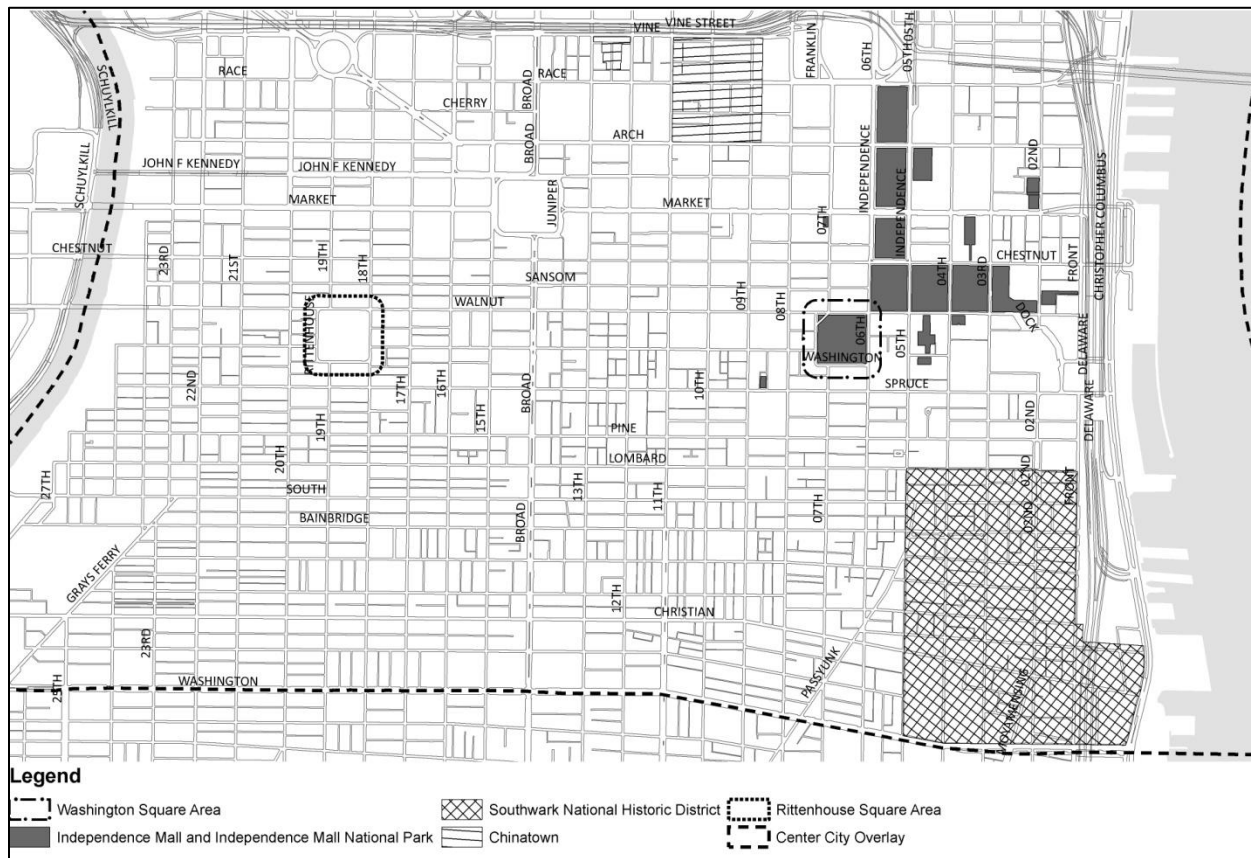 VINE VINE STREET
SCHUYLKILL
RACE
BROAD
RACE
FRANKLIN
06TH
05TH
05TH
CHERRY
BROAD
ARCH
SCHUYLKILL
JOHN F KENNEDY
JOHN F KENNEDY
INDEPENDENCE
INDEPENDENCE
02ND
CHRISTOPHER COLUMBUS
MARKET
JUNIPER
MARKET
07TH
CHESTNUT
23RD
21ST
19TH
18TH
SANSOM
04TH
03RD
CHESTNUT
FRONT
RITTENHOUSE
WALNUT
09TH
08TH
06TH
05TH
DOCK
DELAWARE
WASHINGTON
22ND
17TH
16TH
BROAD
10TH
SPRUCE
19TH
15TH
PINE
02ND
DELAWARE
20TH
LOMBARD
02ND
FRONT
27TH
SOUTH
13TH
11TH
07TH
02ND
BAINBRIDGE
BROAD
GRAYS FERRY
12TH
CHRISTIAN
23RD
25TH
WASHINGTON
PASSYUNK
MOYAMENSING
Legend
Washington Square Area
Southwark National Historic District
Rittenhouse Square Area
Independence Mall and Independence Mall National Park
Chinatown
Center City Overlay